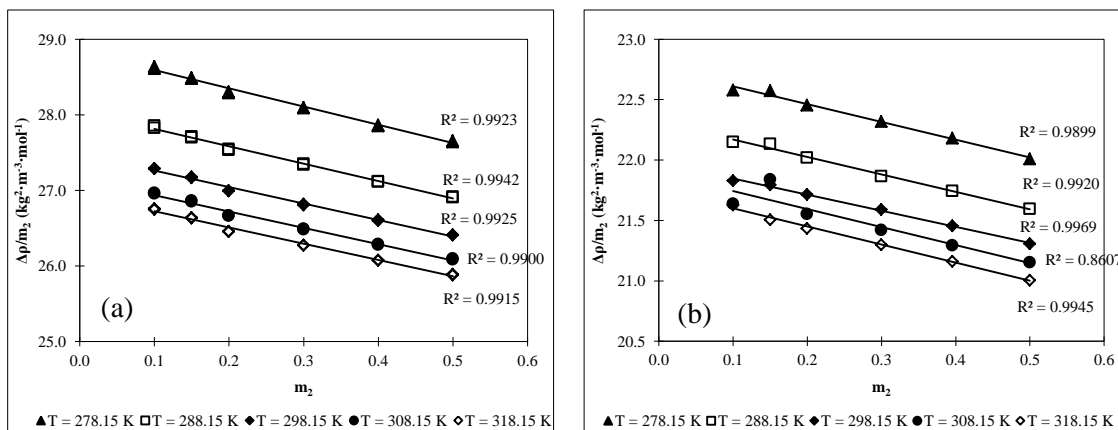 29.0
28.0
27.0
26.0
25.0
0.0 0.1 0.2 0.3 0.4 0.5 0.6
Δρ/m₂ (kg²·m⁻³·mol⁻¹)
m₂
R² = 0.9923
R² = 0.9942
R² = 0.9925
R² = 0.9900
R² = 0.9915
(a)
T = 278.15 K T = 288.15 K T = 298.15 K T = 308.15 K T = 318.15 K
23.0
22.5
22.0
21.5
21.0
20.5
0.0 0.1 0.2 0.3 0.4 0.5 0.6
Δρ/m₂ (kg²·m⁻³·mol⁻¹)
m₂
R² = 0.9899
R² = 0.9920
R² = 0.9969
R² = 0.8607
R² = 0.9945
(b)
T = 278.15 K T = 288.15 K T = 298.15 K T = 308.15 K T = 318.15 K